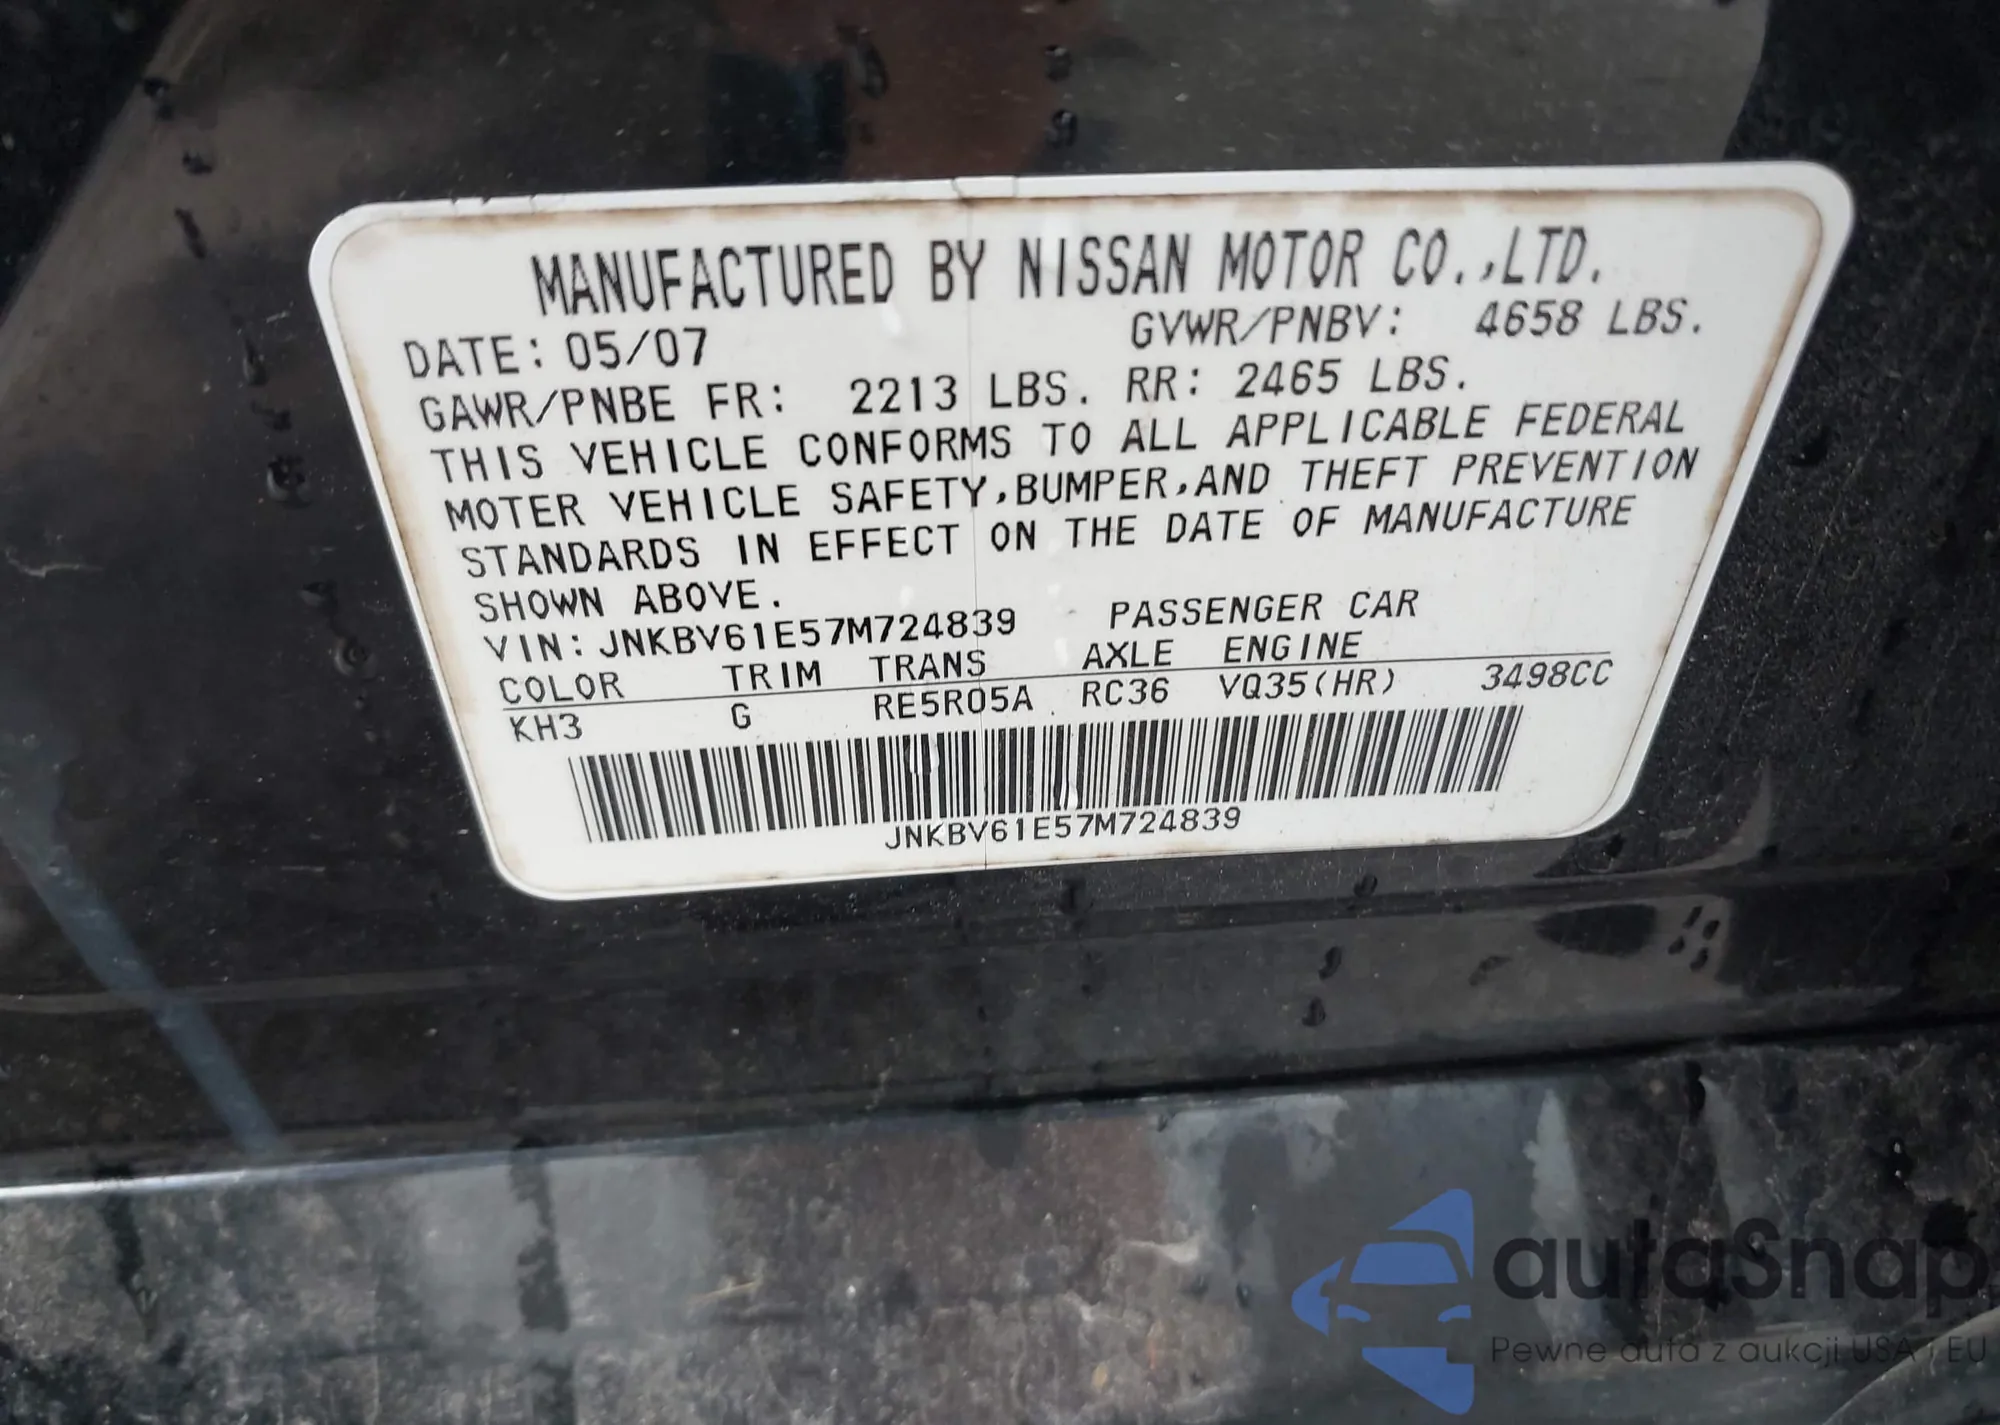 MANUFACTURED BY NISSAN MOTOR CO.,LTD.
DATE: 05/07 GVWR/PNBV: 4658 LBS.
GAWR/PNBE FR: 2213 LBS. RR: 2465 LBS.
THIS VEHICLE CONFORMS TO ALL APPLICABLE FEDERAL
MOTER VEHICLE SAFETY,BUMPER,AND THEFT PREVENTION
STANDARDS IN EFFECT ON THE DATE OF MANUFACTURE
SHOWN ABOVE.
VIN: JNKBV61E57M724839 PASSENGER CAR
COLOR TRIM TRANS AXLE ENGINE
KH3 G RE5R05A RC36 VQ35(HR) 3498CC
JNKBV61E57M724839
autaSnap
Pewne auta z aukcji USA i EU